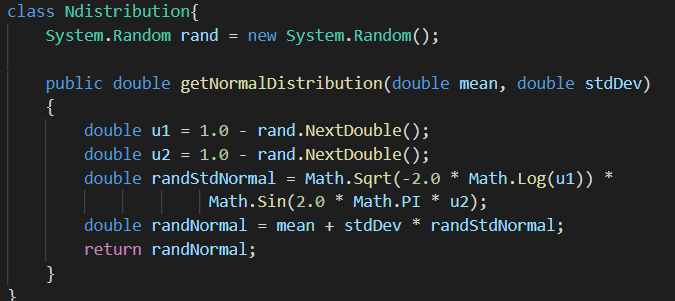 class Ndistribution{
    System.Random rand = new System.Random();

    public double getNormalDistribution(double mean, double stdDev)
    {
        double u1 = 1.0 - rand.NextDouble();
        double u2 = 1.0 - rand.NextDouble();
        double randStdNormal = Math.Sqrt(-2.0 * Math.Log(u1)) *
                     Math.Sin(2.0 * Math.PI * u2);
        double randNormal = mean + stdDev * randStdNormal;
        return randNormal;
    }
}